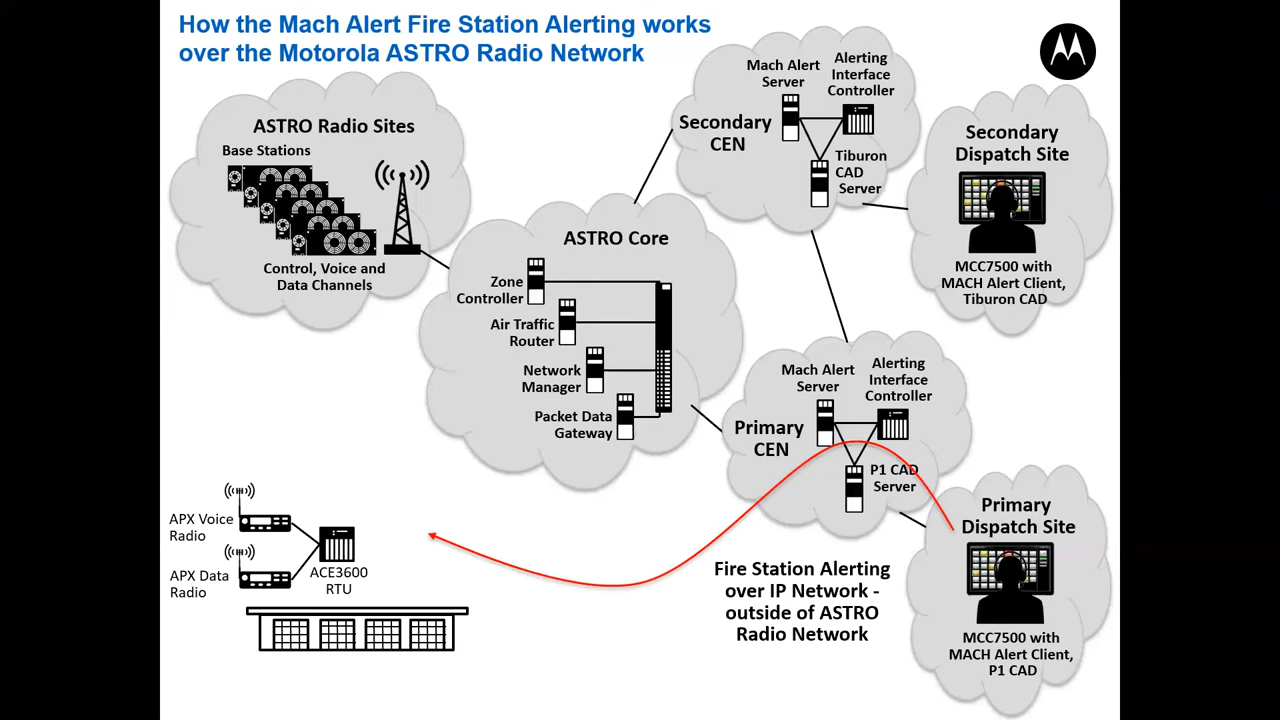 How the Mach Alert Fire Station Alerting works
over the Motorola ASTRO Radio Network
ASTRO Radio Sites
Base Stations
Control, Voice and
Data Channels
ASTRO Core
Zone
Controller
Air Traffic
Router
Network
Manager
Packet Data
Gateway
Secondary
CEN
Mach Alert
Server
Alerting
Interface
Controller
Tiburon
CAD
Server
Secondary
Dispatch Site
MCC7500 with
MACH Alert Client,
Tiburon CAD
Primary
CEN
Mach Alert
Server
Alerting
Interface
Controller
P1 CAD
Server
Primary
Dispatch Site
MCC7500 with
MACH Alert Client,
P1 CAD
APX Voice
Radio
APX Data
Radio
ACE3600
RTU
Fire Station Alerting
over IP Network -
outside of ASTRO
Radio Network